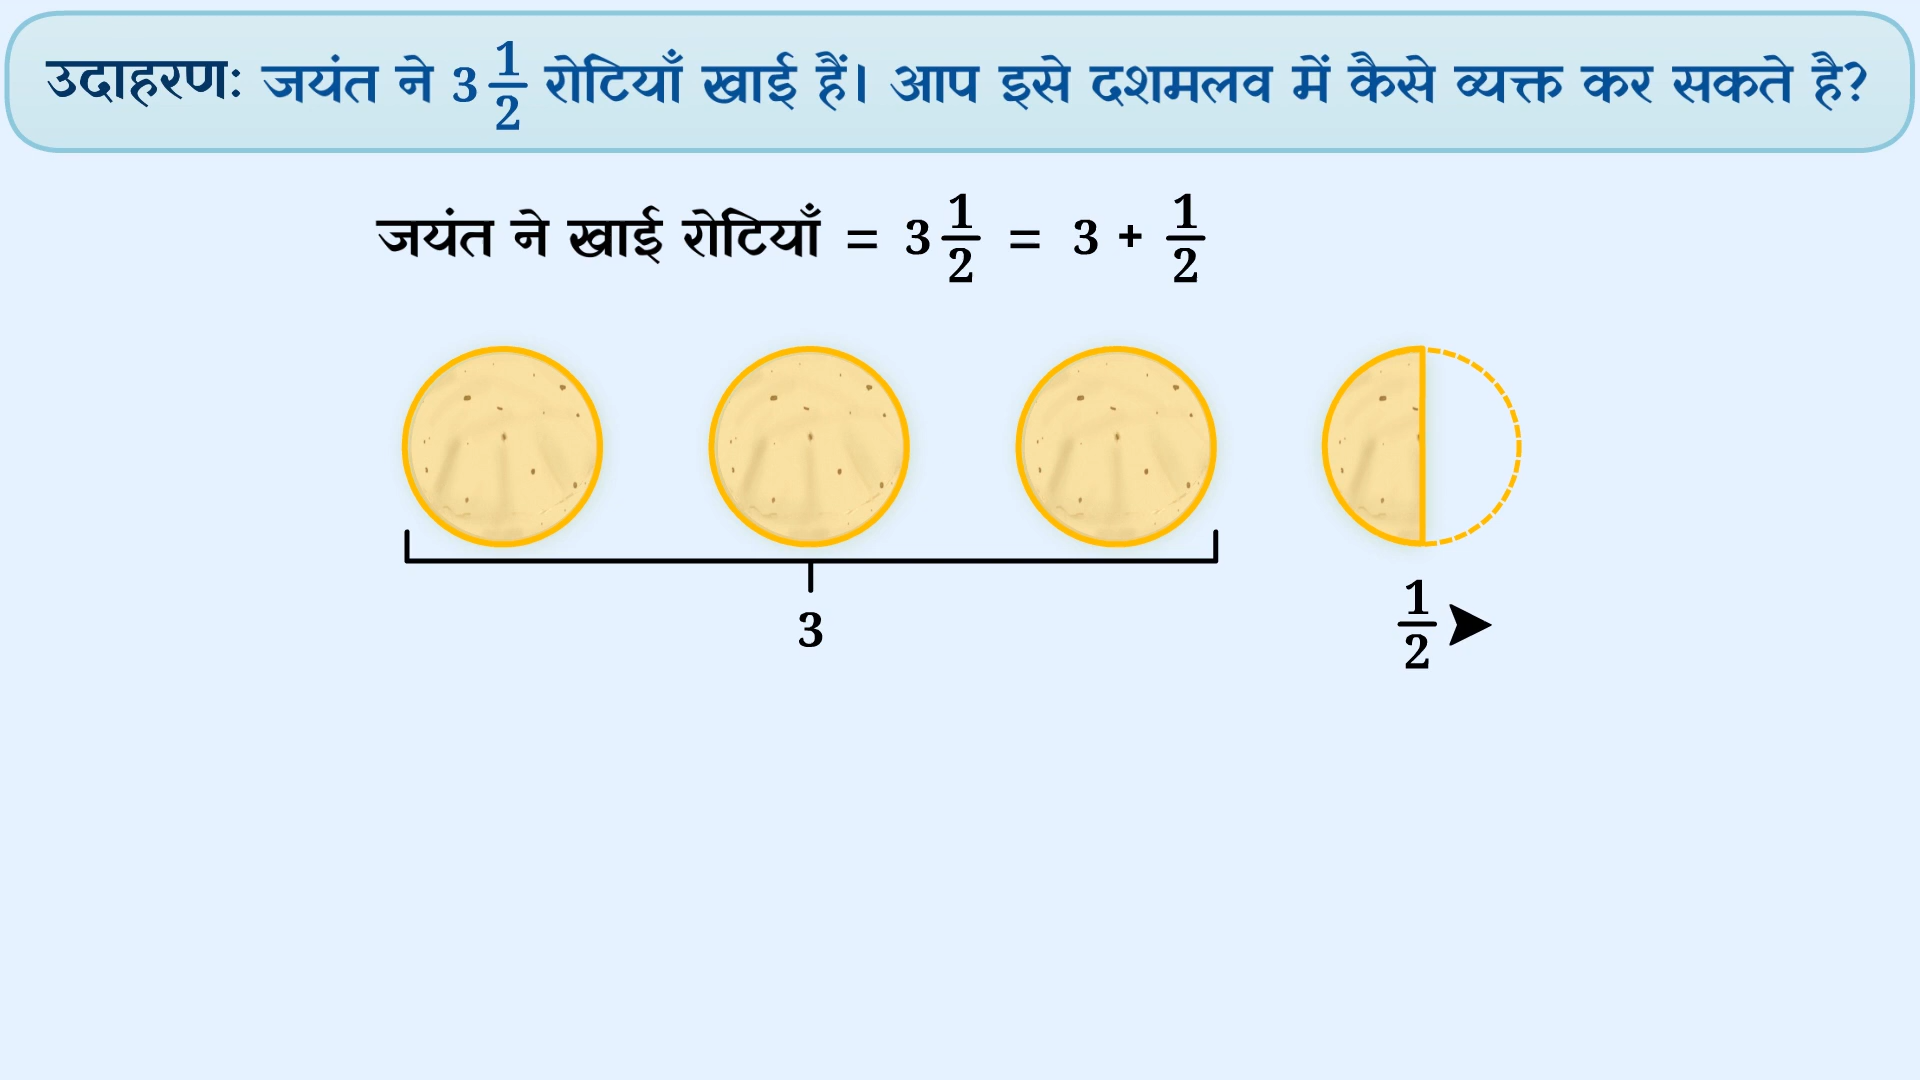 उदाहरण: जयंत ने 3 1/2 रोटियाँ खाई हैं। आप इसे दशमलव में कैसे व्यक्त कर सकते है?
जयंत ने खाई रोटियाँ = 3 1/2 = 3 + 1/2
3
1/2